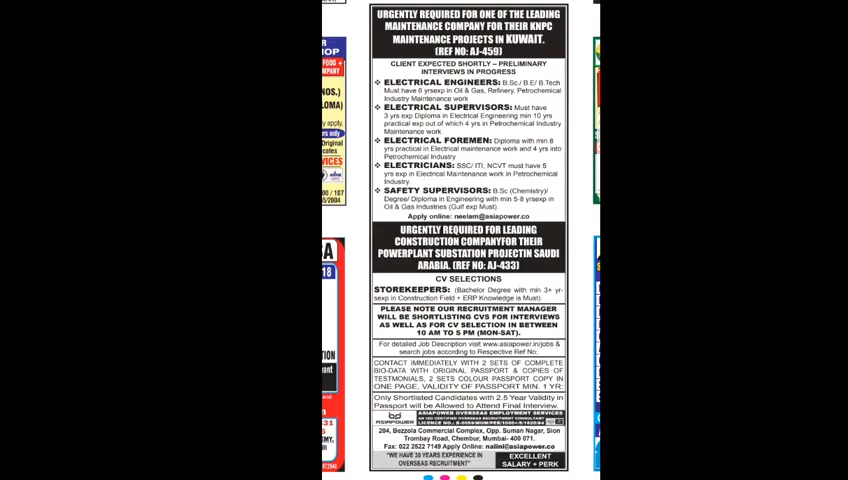 URGENTLY REQUIRED FOR ONE OF THE LEADING
MAINTENANCE COMPANY FOR THEIR KNPC
MAINTENANCE PROJECTS IN KUWAIT.
(REF NO: AJ-459)
CLIENT EXPECTED SHORTLY – PRELIMINARY
INTERVIEWS IN PROGRESS
❖ ELECTRICAL ENGINEERS: B.Sc./ B.E/ B.Tech
Must have 6 yrsexp in Oil & Gas, Refinery, Petrochemical
Industry Maintenance work
❖ ELECTRICAL SUPERVISORS: Must have
3 yrs exp Diploma in Electrical Engineering min 10 yrs
practical exp out of which 4 yrs in Petrochemical Industry
Maintenance work
❖ ELECTRICAL FOREMEN: Diploma with min 8
yrs practical in Electrical maintenance work and 4 yrs into
Petrochemical Industry
❖ ELECTRICIANS: SSC/ ITI, NCVT must have 5
yrs exp in Electrical Maintenance work in Petrochemical
Industry.
❖ SAFETY SUPERVISORS: B.Sc (Chemistry)/
Degree/ Diploma in Engineering with min 5-8 yrsexp in
Oil & Gas Industries (Gulf exp Must).
Apply online: neelam@asiapower.co
URGENTLY REQUIRED FOR LEADING
CONSTRUCTION COMPANYFOR THEIR
POWERPLANT SUBSTATION PROJECTIN SAUDI
ARABIA. (REF NO: AJ-433)
CV SELECTIONS
STOREKEEPERS: (Bachelor Degree with min 3+ yr-
sexp in Construction Field + ERP Knowledge is Must)
PLEASE NOTE OUR RECRUITMENT MANAGER
WILL BE SHORTLISTING CVS FOR INTERVIEWS
AS WELL AS FOR CV SELECTION IN BETWEEN
10 AM TO 5 PM (MON-SAT).
For detailed Job Description visit www.asiapower.in/jobs &
search jobs according to Respective Ref No:
CONTACT IMMEDIATELY WITH 2 SETS OF COMPLETE
BIO-DATA WITH ORIGINAL PASSPORT & COPIES OF
TESTMONIALS, 2 SETS COLOUR PASSPORT COPY IN
ONE PAGE, VALIDITY OF PASSPORT MIN. 1 YR:
Only Shortlisted Candidates with 2.5 Year Validity in
Passport will be Allowed to Attend Final Interview.
ASIAPOWER
ASIAPOWER OVERSEAS EMPLOYMENT SERVICES
AN ISO CERTIFIED OVERSEAS RECRUITMENT CONSULTANT
204, Bezzola Commercial Complex, Opp. Suman Nagar, Sion
Trombay Road, Chembur, Mumbai- 400 071.
Fax: 022 2522 7149 Apply Online: nalini@asiapower.co
"WE HAVE 30 YEARS EXPERIENCE IN
OVERSEAS RECRUITMENT"
EXCELLENT
SALARY + PERK